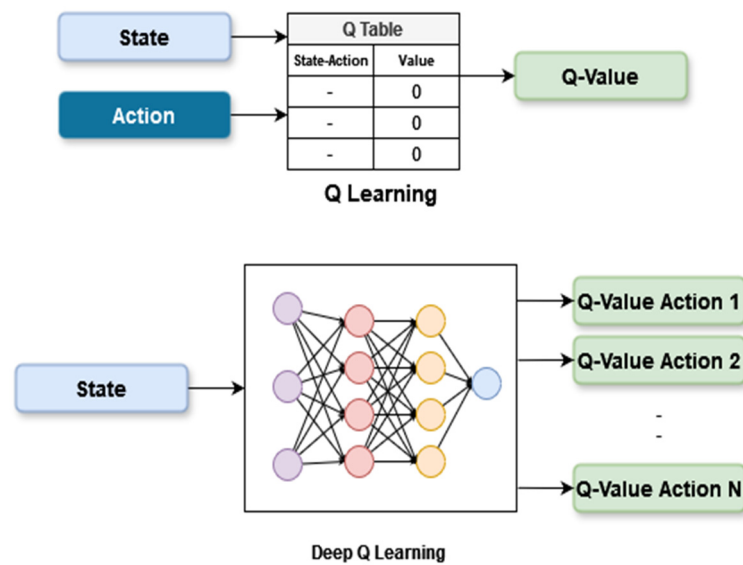 State
Q Table
State-Action Value
- 0
- 0
- 0
Action
Q-Value
Q Learning
State
Q-Value Action 1
Q-Value Action 2
-
-
Q-Value Action N
Deep Q Learning